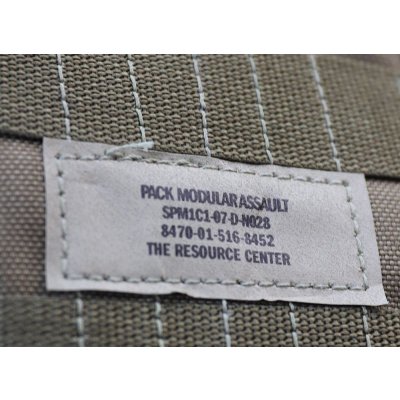 PACK MODULAR ASSAULT
SPM1C1-07-D-N028
8470-01-516-8452
THE RESOURCE CENTER